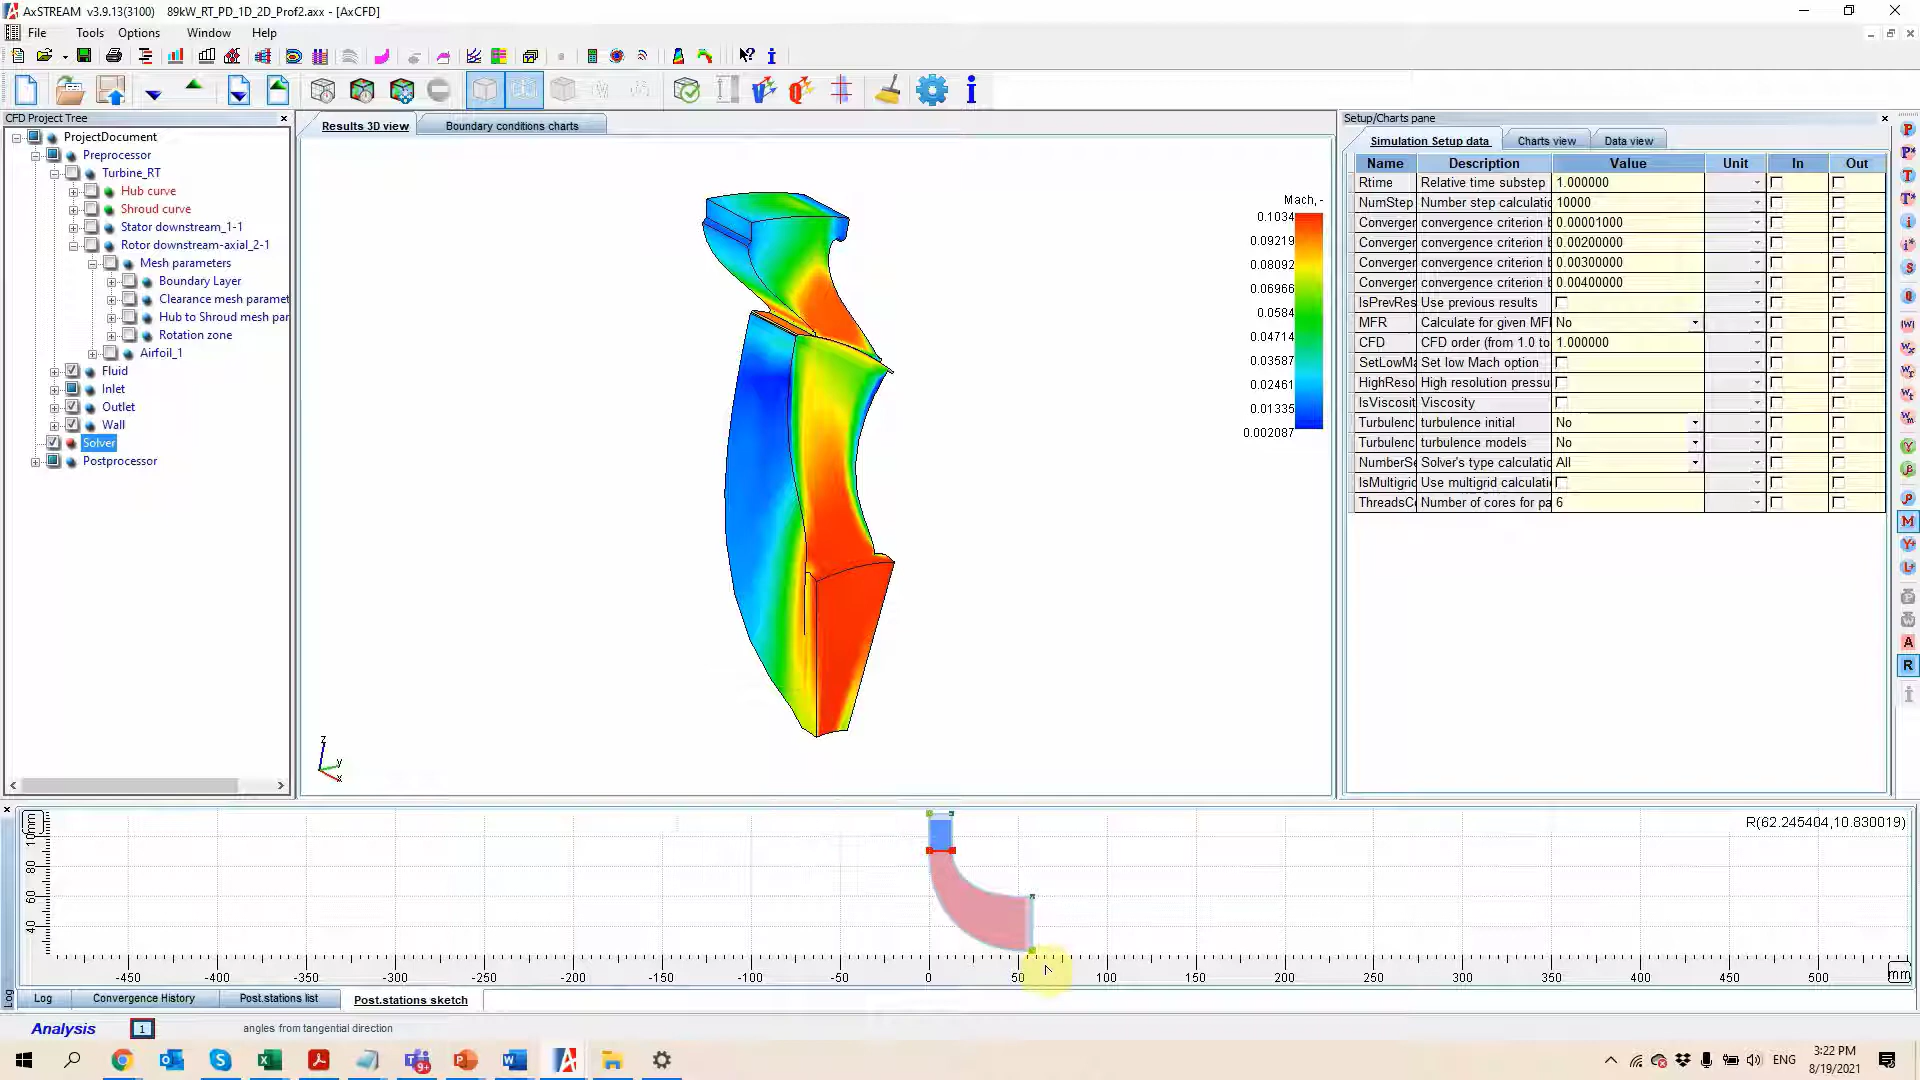 AxSTREAM v3.9.13(3100) 89kW_RT_PD_1D_2D_Prof2.axx - [AxCFD]
File Tools Options Window Help
CFD Project Tree
ProjectDocument
Preprocessor
Turbine_RT
Hub curve
Shroud curve
Stator downstream_1-1
Rotor downstream-axial_2-1
Mesh parameters
Boundary Layer
Clearance mesh paramet
Hub to Shroud mesh par
Rotation zone
Airfoil_1
Fluid
Inlet
Outlet
Wall
Solver
Postprocessor
Results 3D view
Boundary conditions charts
Mach, -
0.1034
0.09219
0.08092
0.06966
0.0584
0.04714
0.03587
0.02461
0.01335
0.002087
z
y
x
Setup/Charts pane
Simulation Setup data Charts view Data view
Name Description Value Unit In Out
Rtime Relative time substep 1.000000
NumStep Number step calculatic 10000
Converger convergence criterion b 0.00001000
Converger convergence criterion b 0.00200000
Converger convergence criterion b 0.00300000
Converger convergence criterion b 0.00400000
IsPrevRes Use previous results
MFR Calculate for given MFI No
CFD CFD order (from 1.0 to 1.000000
SetLowMa Set low Mach option
HighReso High resolution pressu
IsViscosit Viscosity
Turbulenc turbulence initial No
Turbulenc turbulence models No
NumberSe Solver's type calculatic All
IsMultigric Use multigrid calculati
ThreadsCo Number of cores for pa 6
R(62.245404,10.830019)
mm
80
60
40
-450 -400 -350 -300 -250 -200 -150 -100 -50 0 50 100 150 200 250 300 350 400 450 500
mm
Log
Log Convergence History Post.stations list Post.stations sketch
Analysis 1 angles from tangential direction
9+
ENG
3:22 PM
8/19/2021